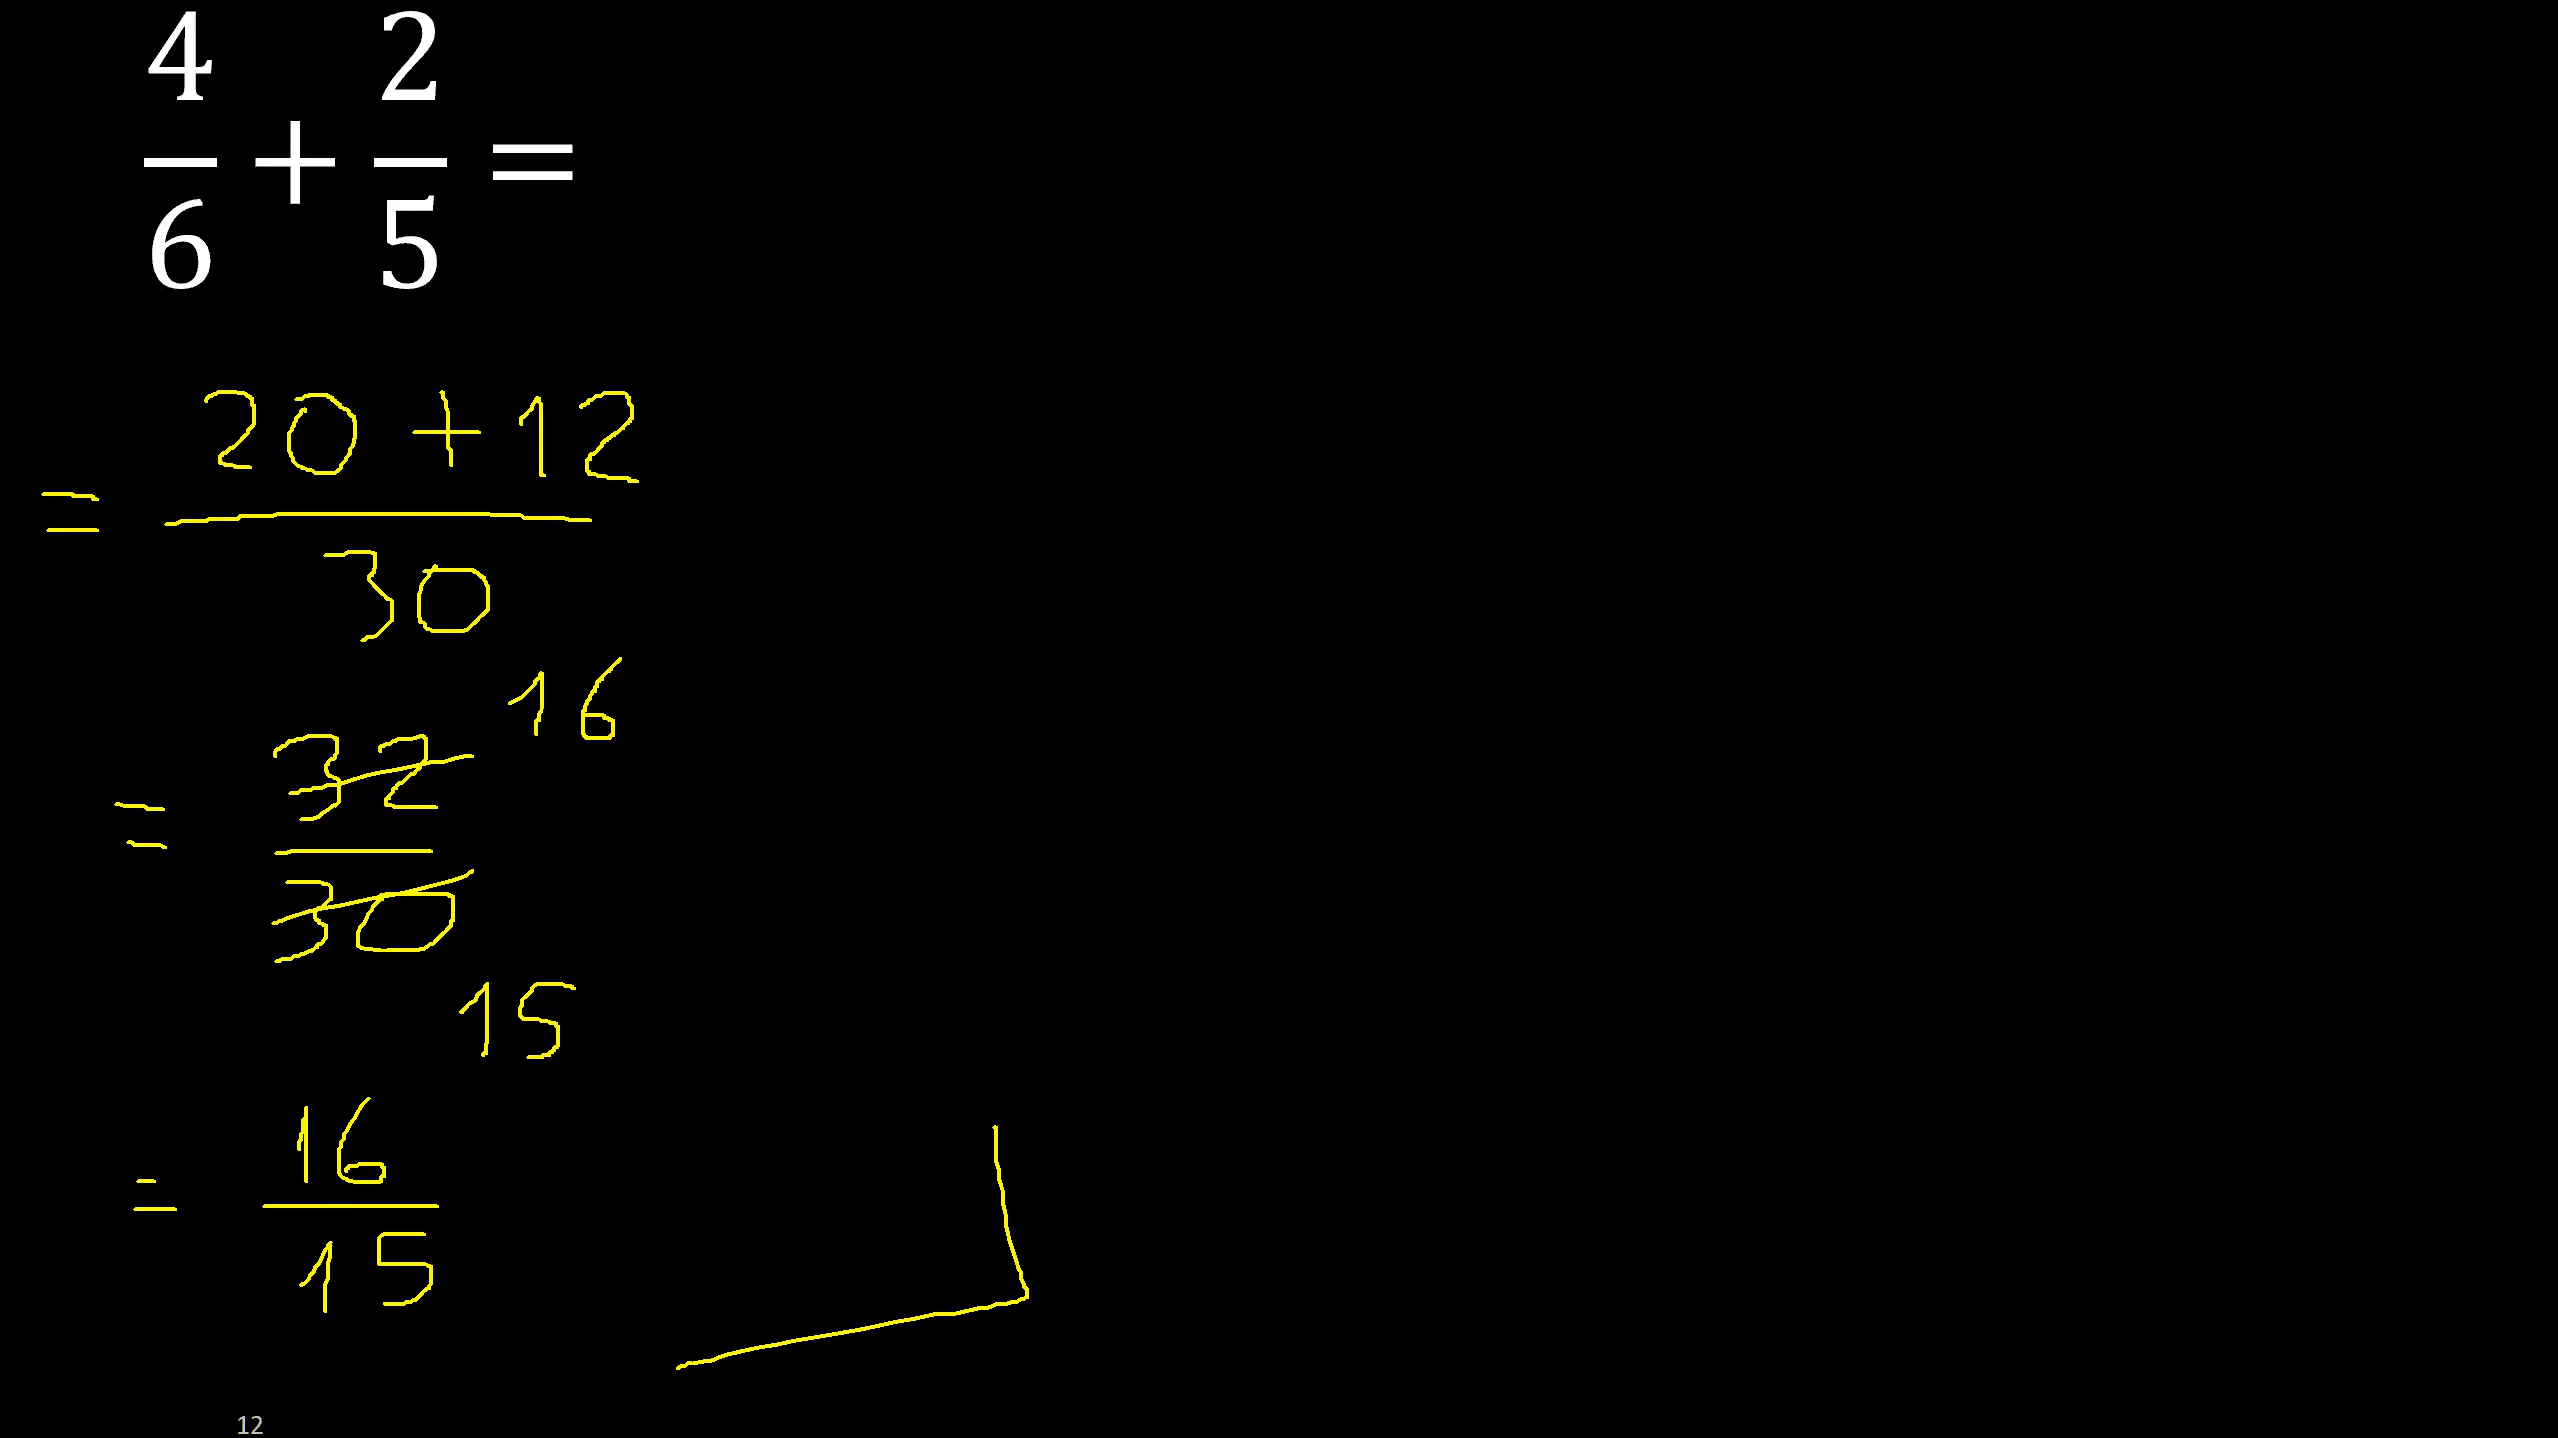 4/6 + 2/5 =
= (20 + 12)/30
= 32/30 16
15
= 16/15
12